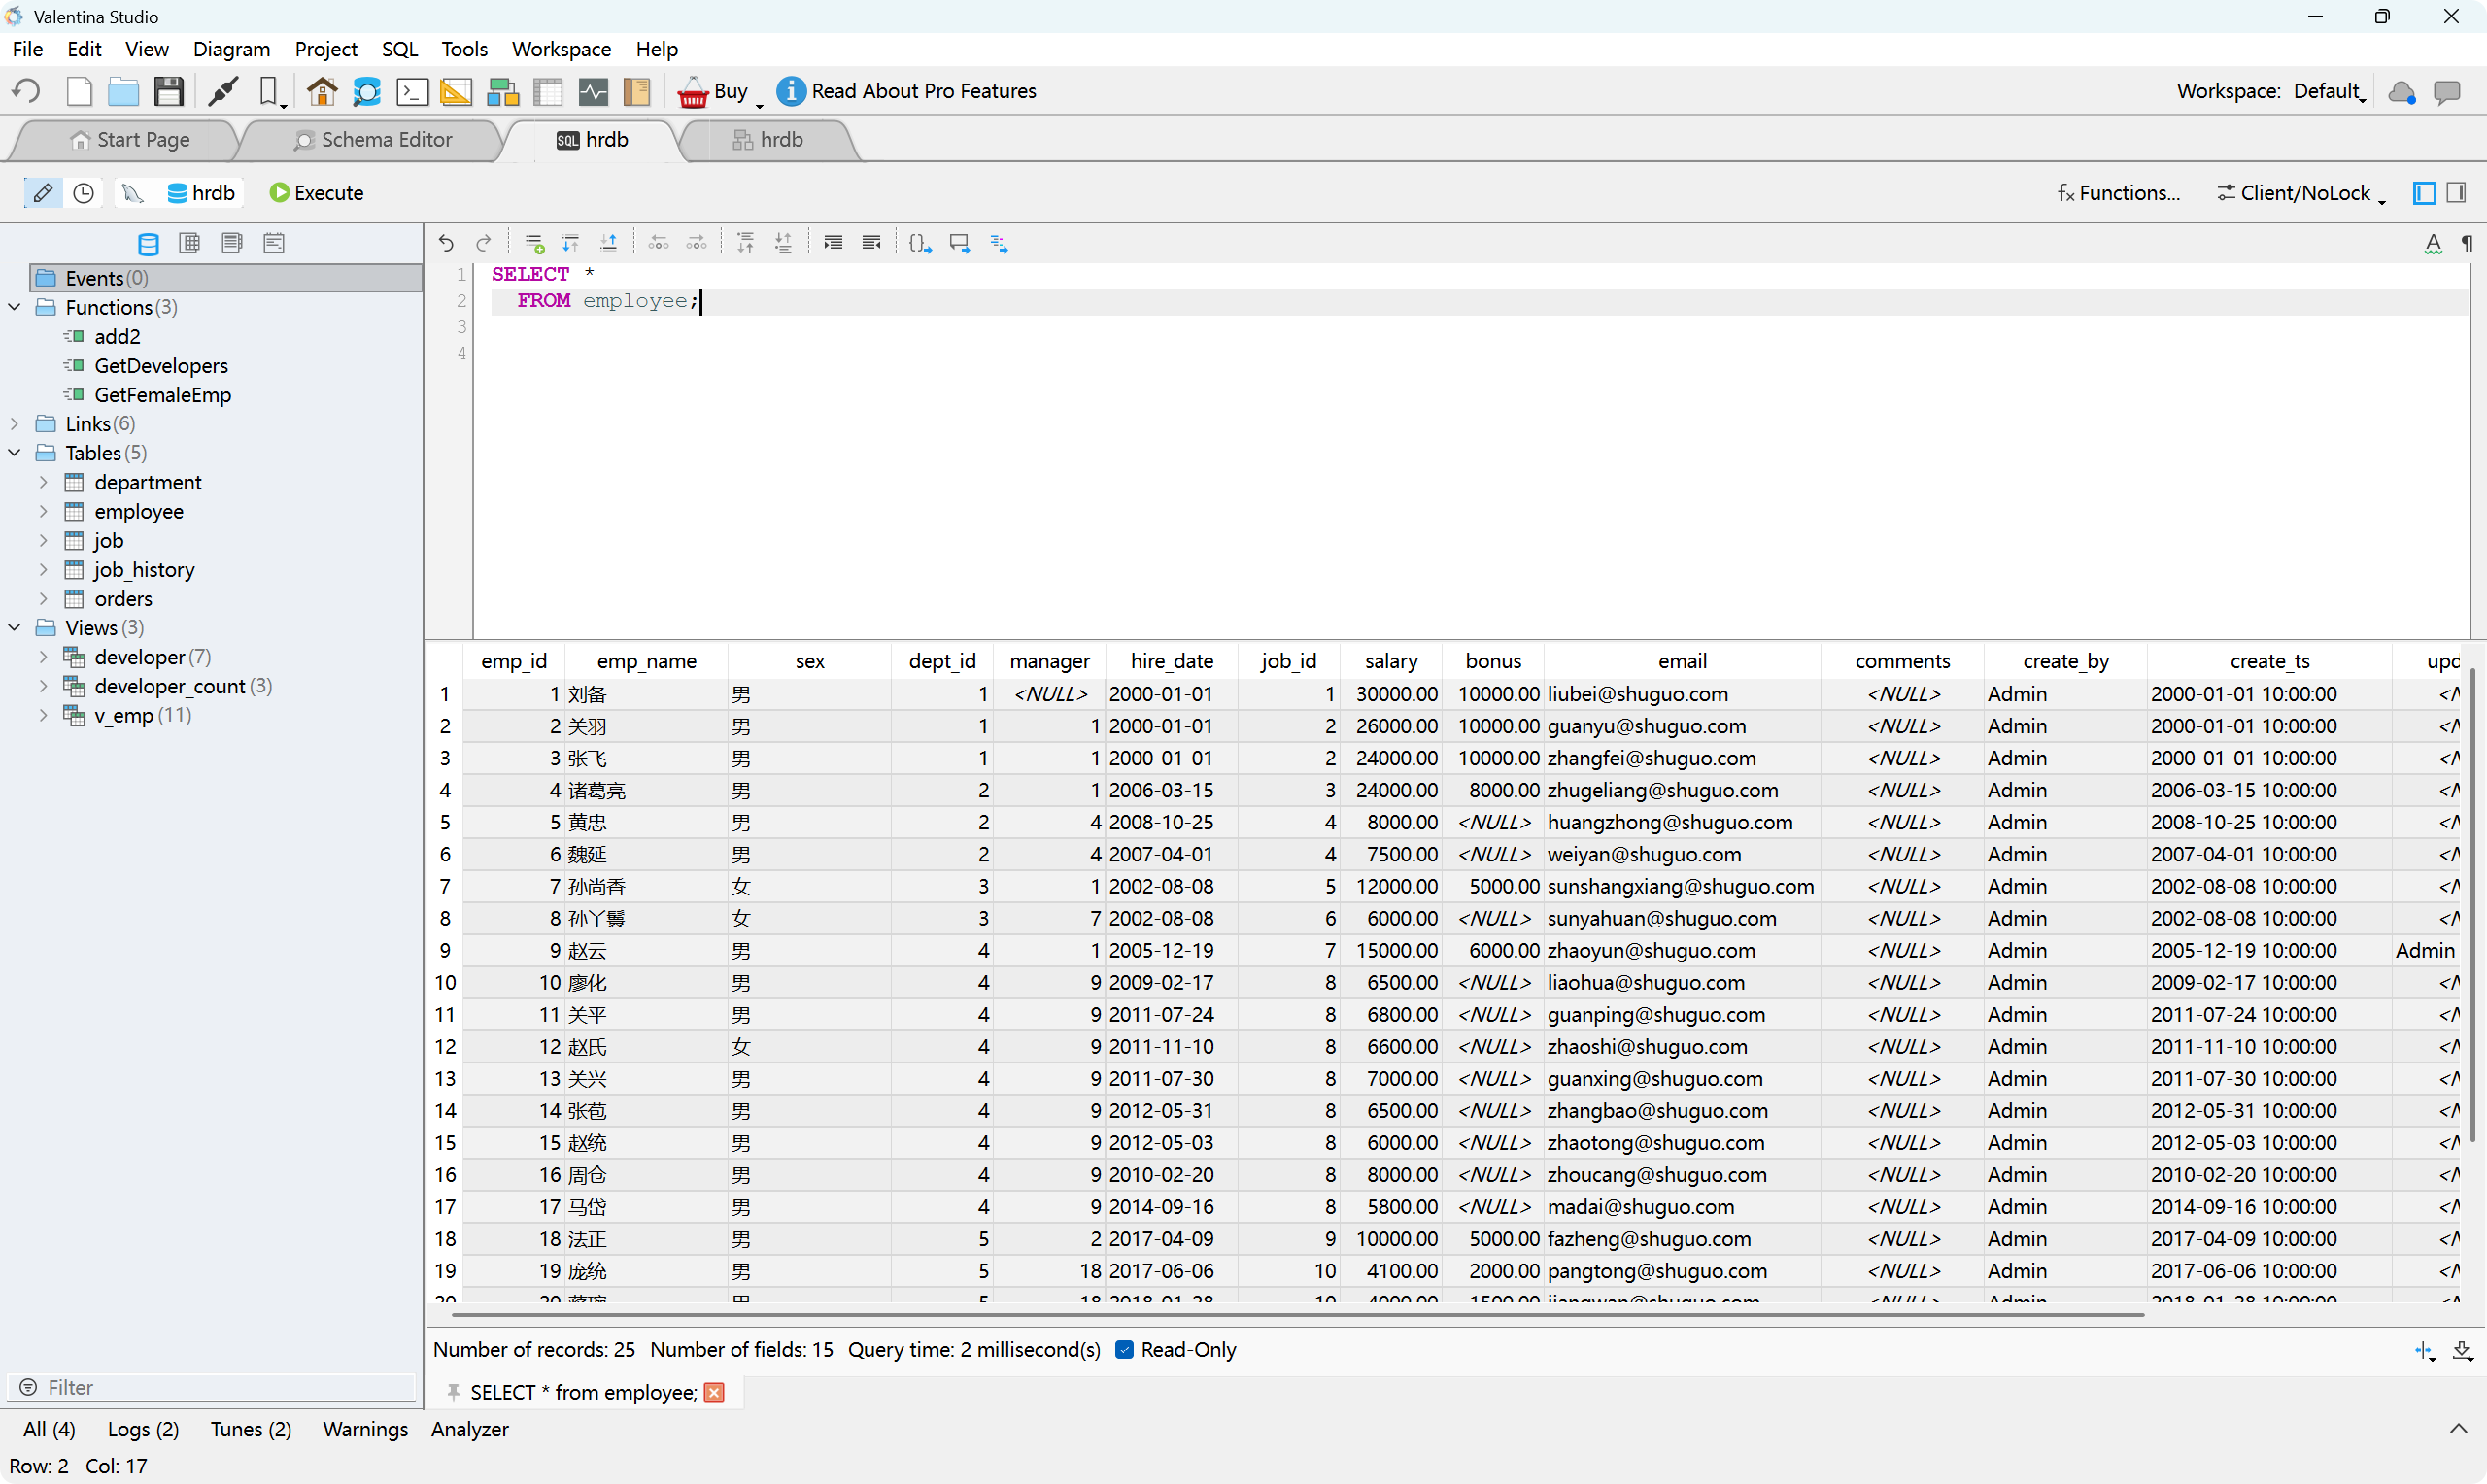 Valentina Studio
File Edit View Diagram Project SQL Tools Workspace Help
Buy Read About Pro Features Workspace: Default
Start Page Schema Editor SQL hrdb hrdb
hrdb Execute fx Functions... Client/NoLock
Events (0)
Functions (3)
add2
GetDevelopers
GetFemaleEmp
Links (6)
Tables (5)
department
employee
job
job_history
orders
Views (3)
developer (7)
developer_count (3)
v_emp (11)
Filter
1 SELECT *
2 FROM employee;
3
4
emp_id emp_name sex dept_id manager hire_date job_id salary bonus email comments create_by create_ts
1 1 刘备 男 1 <NULL> 2000-01-01 1 30000.00 10000.00 liubei@shuguo.com <NULL> Admin 2000-01-01 10:00:00
2 2 关羽 男 1 1 2000-01-01 2 26000.00 10000.00 guanyu@shuguo.com <NULL> Admin 2000-01-01 10:00:00
3 3 张飞 男 1 1 2000-01-01 2 24000.00 10000.00 zhangfei@shuguo.com <NULL> Admin 2000-01-01 10:00:00
4 4 诸葛亮 男 2 1 2006-03-15 3 24000.00 8000.00 zhugeliang@shuguo.com <NULL> Admin 2006-03-15 10:00:00
5 5 黄忠 男 2 4 2008-10-25 4 8000.00 <NULL> huangzhong@shuguo.com <NULL> Admin 2008-10-25 10:00:00
6 6 魏延 男 2 4 2007-04-01 4 7500.00 <NULL> weiyan@shuguo.com <NULL> Admin 2007-04-01 10:00:00
7 7 孙尚香 女 3 1 2002-08-08 5 12000.00 5000.00 sunshangxiang@shuguo.com <NULL> Admin 2002-08-08 10:00:00
8 8 孙丫鬟 女 3 7 2002-08-08 6 6000.00 <NULL> sunyahuan@shuguo.com <NULL> Admin 2002-08-08 10:00:00
9 9 赵云 男 4 1 2005-12-19 7 15000.00 6000.00 zhaoyun@shuguo.com <NULL> Admin 2005-12-19 10:00:00 Admin
10 10 廖化 男 4 9 2009-02-17 8 6500.00 <NULL> liaohua@shuguo.com <NULL> Admin 2009-02-17 10:00:00
11 11 关平 男 4 9 2011-07-24 8 6800.00 <NULL> guanping@shuguo.com <NULL> Admin 2011-07-24 10:00:00
12 12 赵氏 女 4 9 2011-11-10 8 6600.00 <NULL> zhaoshi@shuguo.com <NULL> Admin 2011-11-10 10:00:00
13 13 关兴 男 4 9 2011-07-30 8 7000.00 <NULL> guanxing@shuguo.com <NULL> Admin 2011-07-30 10:00:00
14 14 张苞 男 4 9 2012-05-31 8 6500.00 <NULL> zhangbao@shuguo.com <NULL> Admin 2012-05-31 10:00:00
15 15 赵统 男 4 9 2012-05-03 8 6000.00 <NULL> zhaotong@shuguo.com <NULL> Admin 2012-05-03 10:00:00
16 16 周仓 男 4 9 2010-02-20 8 8000.00 <NULL> zhoucang@shuguo.com <NULL> Admin 2010-02-20 10:00:00
17 17 马岱 男 4 9 2014-09-16 8 5800.00 <NULL> madai@shuguo.com <NULL> Admin 2014-09-16 10:00:00
18 18 法正 男 5 2 2017-04-09 9 10000.00 5000.00 fazheng@shuguo.com <NULL> Admin 2017-04-09 10:00:00
19 19 庞统 男 5 18 2017-06-06 10 4100.00 2000.00 pangtong@shuguo.com <NULL> Admin 2017-06-06 10:00:00
Number of records: 25 Number of fields: 15 Query time: 2 millisecond(s) Read-Only
SELECT * from employee;
All (4) Logs (2) Tunes (2) Warnings Analyzer
Row: 2 Col: 17